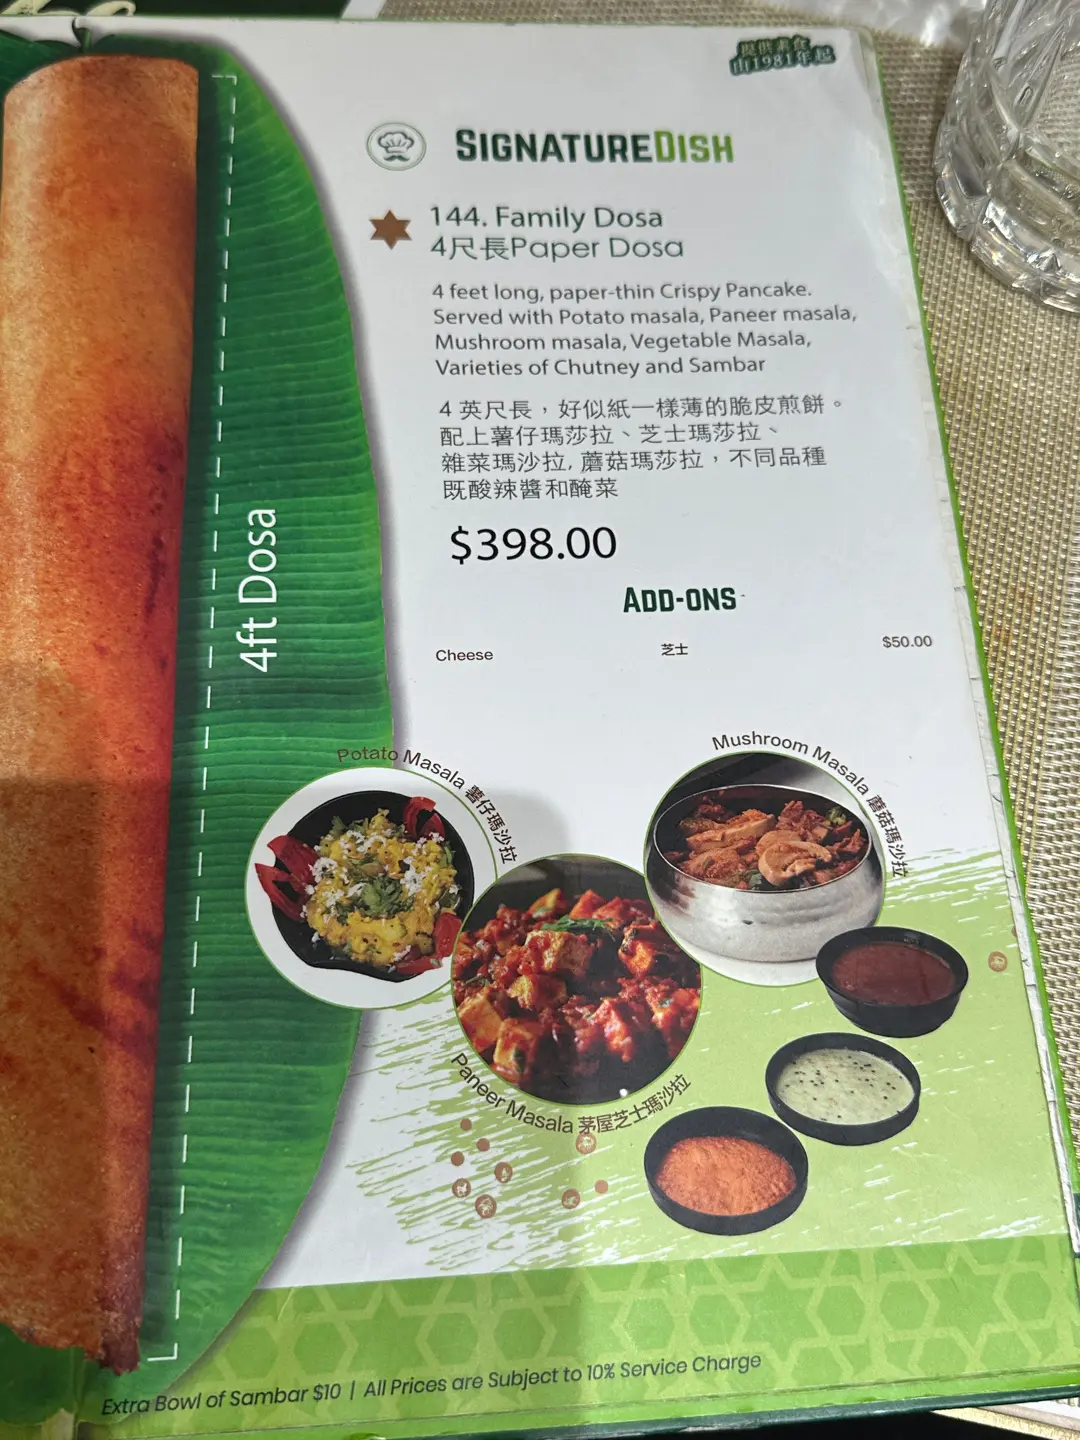 提供素食
由1981年起
SIGNATUREDISH
144. Family Dosa
4尺長Paper Dosa
4 feet long, paper-thin Crispy Pancake.
Served with Potato masala, Paneer masala,
Mushroom masala, Vegetable Masala,
Varieties of Chutney and Sambar
4 英尺長，好似紙一樣薄的脆皮煎餅。
配上薯仔瑪莎拉、芝士瑪莎拉、
雜菜瑪沙拉, 蘑菇瑪莎拉，不同品種
既酸辣醬和醃菜
$398.00
4ft Dosa
ADD-ONS
Cheese 芝士 $50.00
Potato Masala 薯仔瑪沙拉
Mushroom Masala 蘑菇瑪沙拉
Paneer Masala 茅屋芝士瑪沙拉
Extra Bowl of Sambar $10 | All Prices are Subject to 10% Service Charge